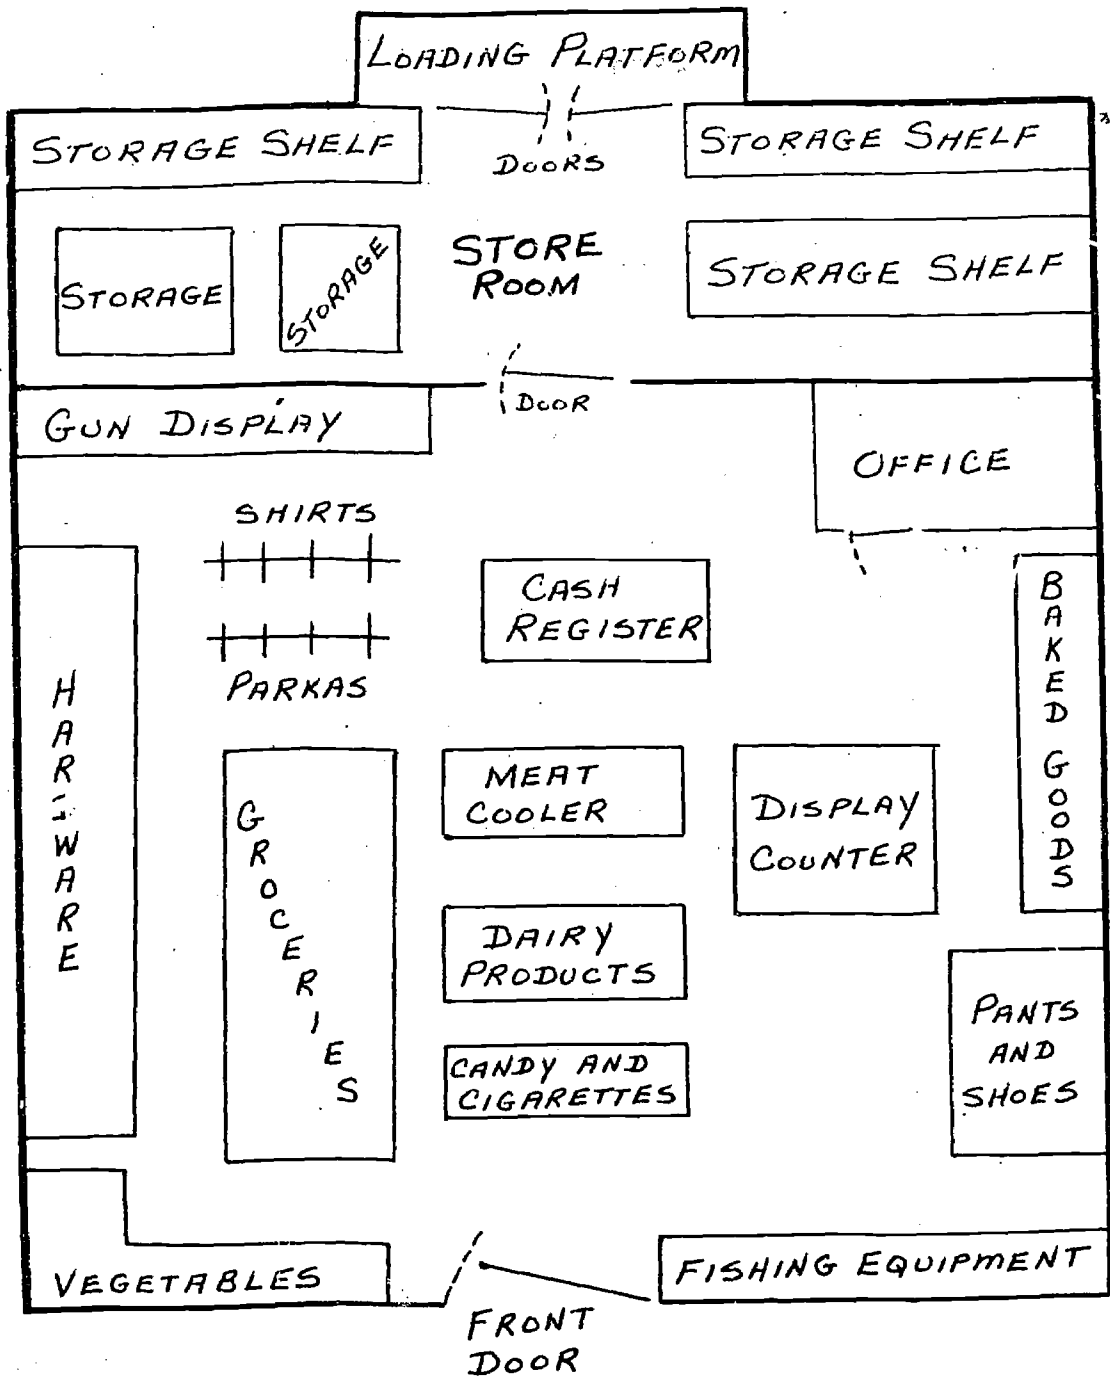 LOADING PLATFORM
STORAGE SHELF
DOORS
STORAGE SHELF
STORAGE
STORAGE
STORE
ROOM
STORAGE SHELF
DOOR
GUN DISPLAY
OFFICE
SHIRTS
CASH
REGISTER
BAKED GOODS
PARKAS
HARDWARE
GROCERIES
MEAT
COOLER
DISPLAY
COUNTER
DAIRY
PRODUCTS
PANTS
AND
SHOES
CANDY AND
CIGARETTES
VEGETABLES
FISHING EQUIPMENT
FRONT
DOOR